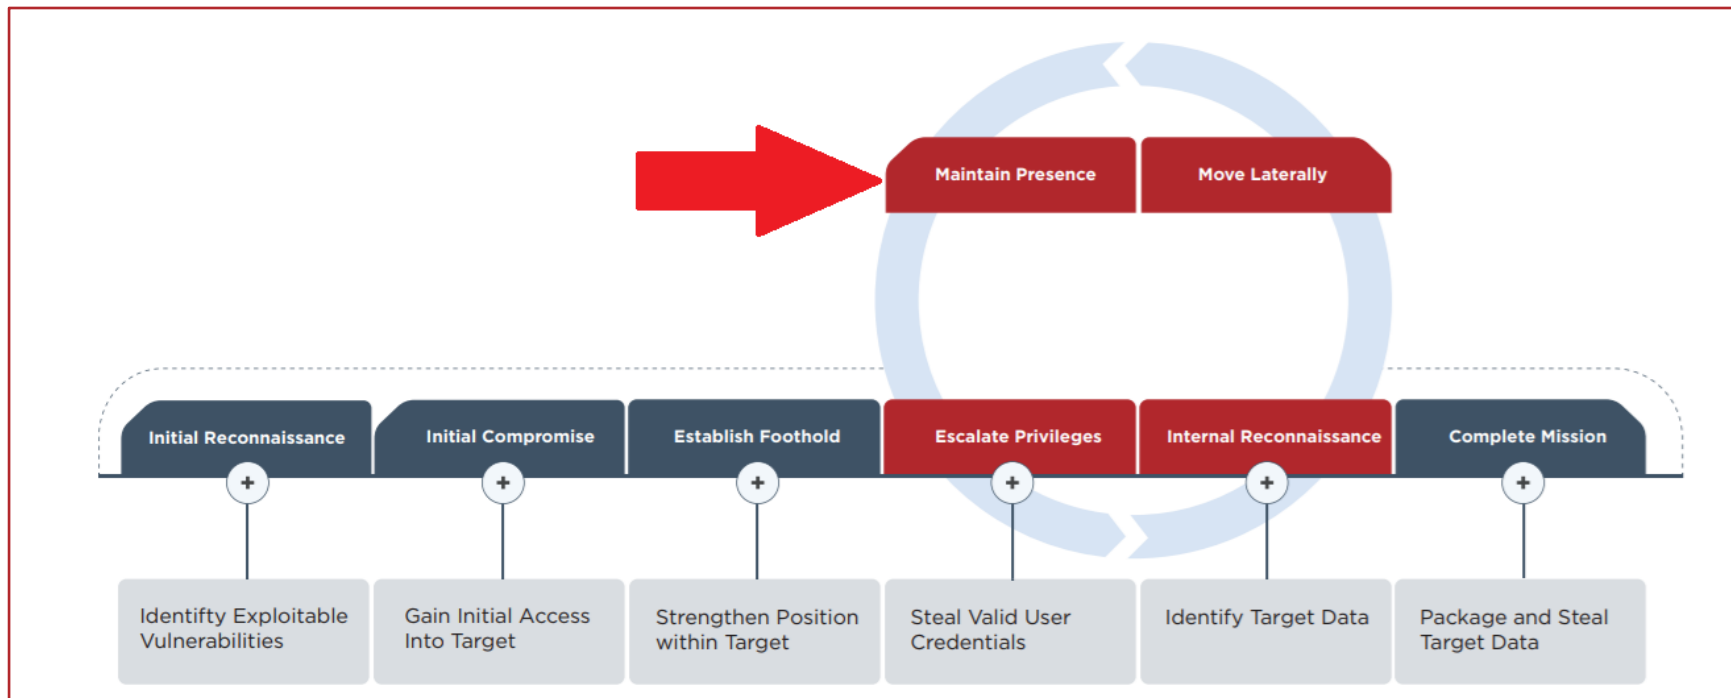 Maintain Presence
Move Laterally
Initial Reconnaissance
Initial Compromise
Establish Foothold
Escalate Privileges
Internal Reconnaissance
Complete Mission
+
+
+
+
+
+
Identifty Exploitable
Vulnerabilities
Gain Initial Access
Into Target
Strengthen Position
within Target
Steal Valid User
Credentials
Identify Target Data
Package and Steal
Target Data